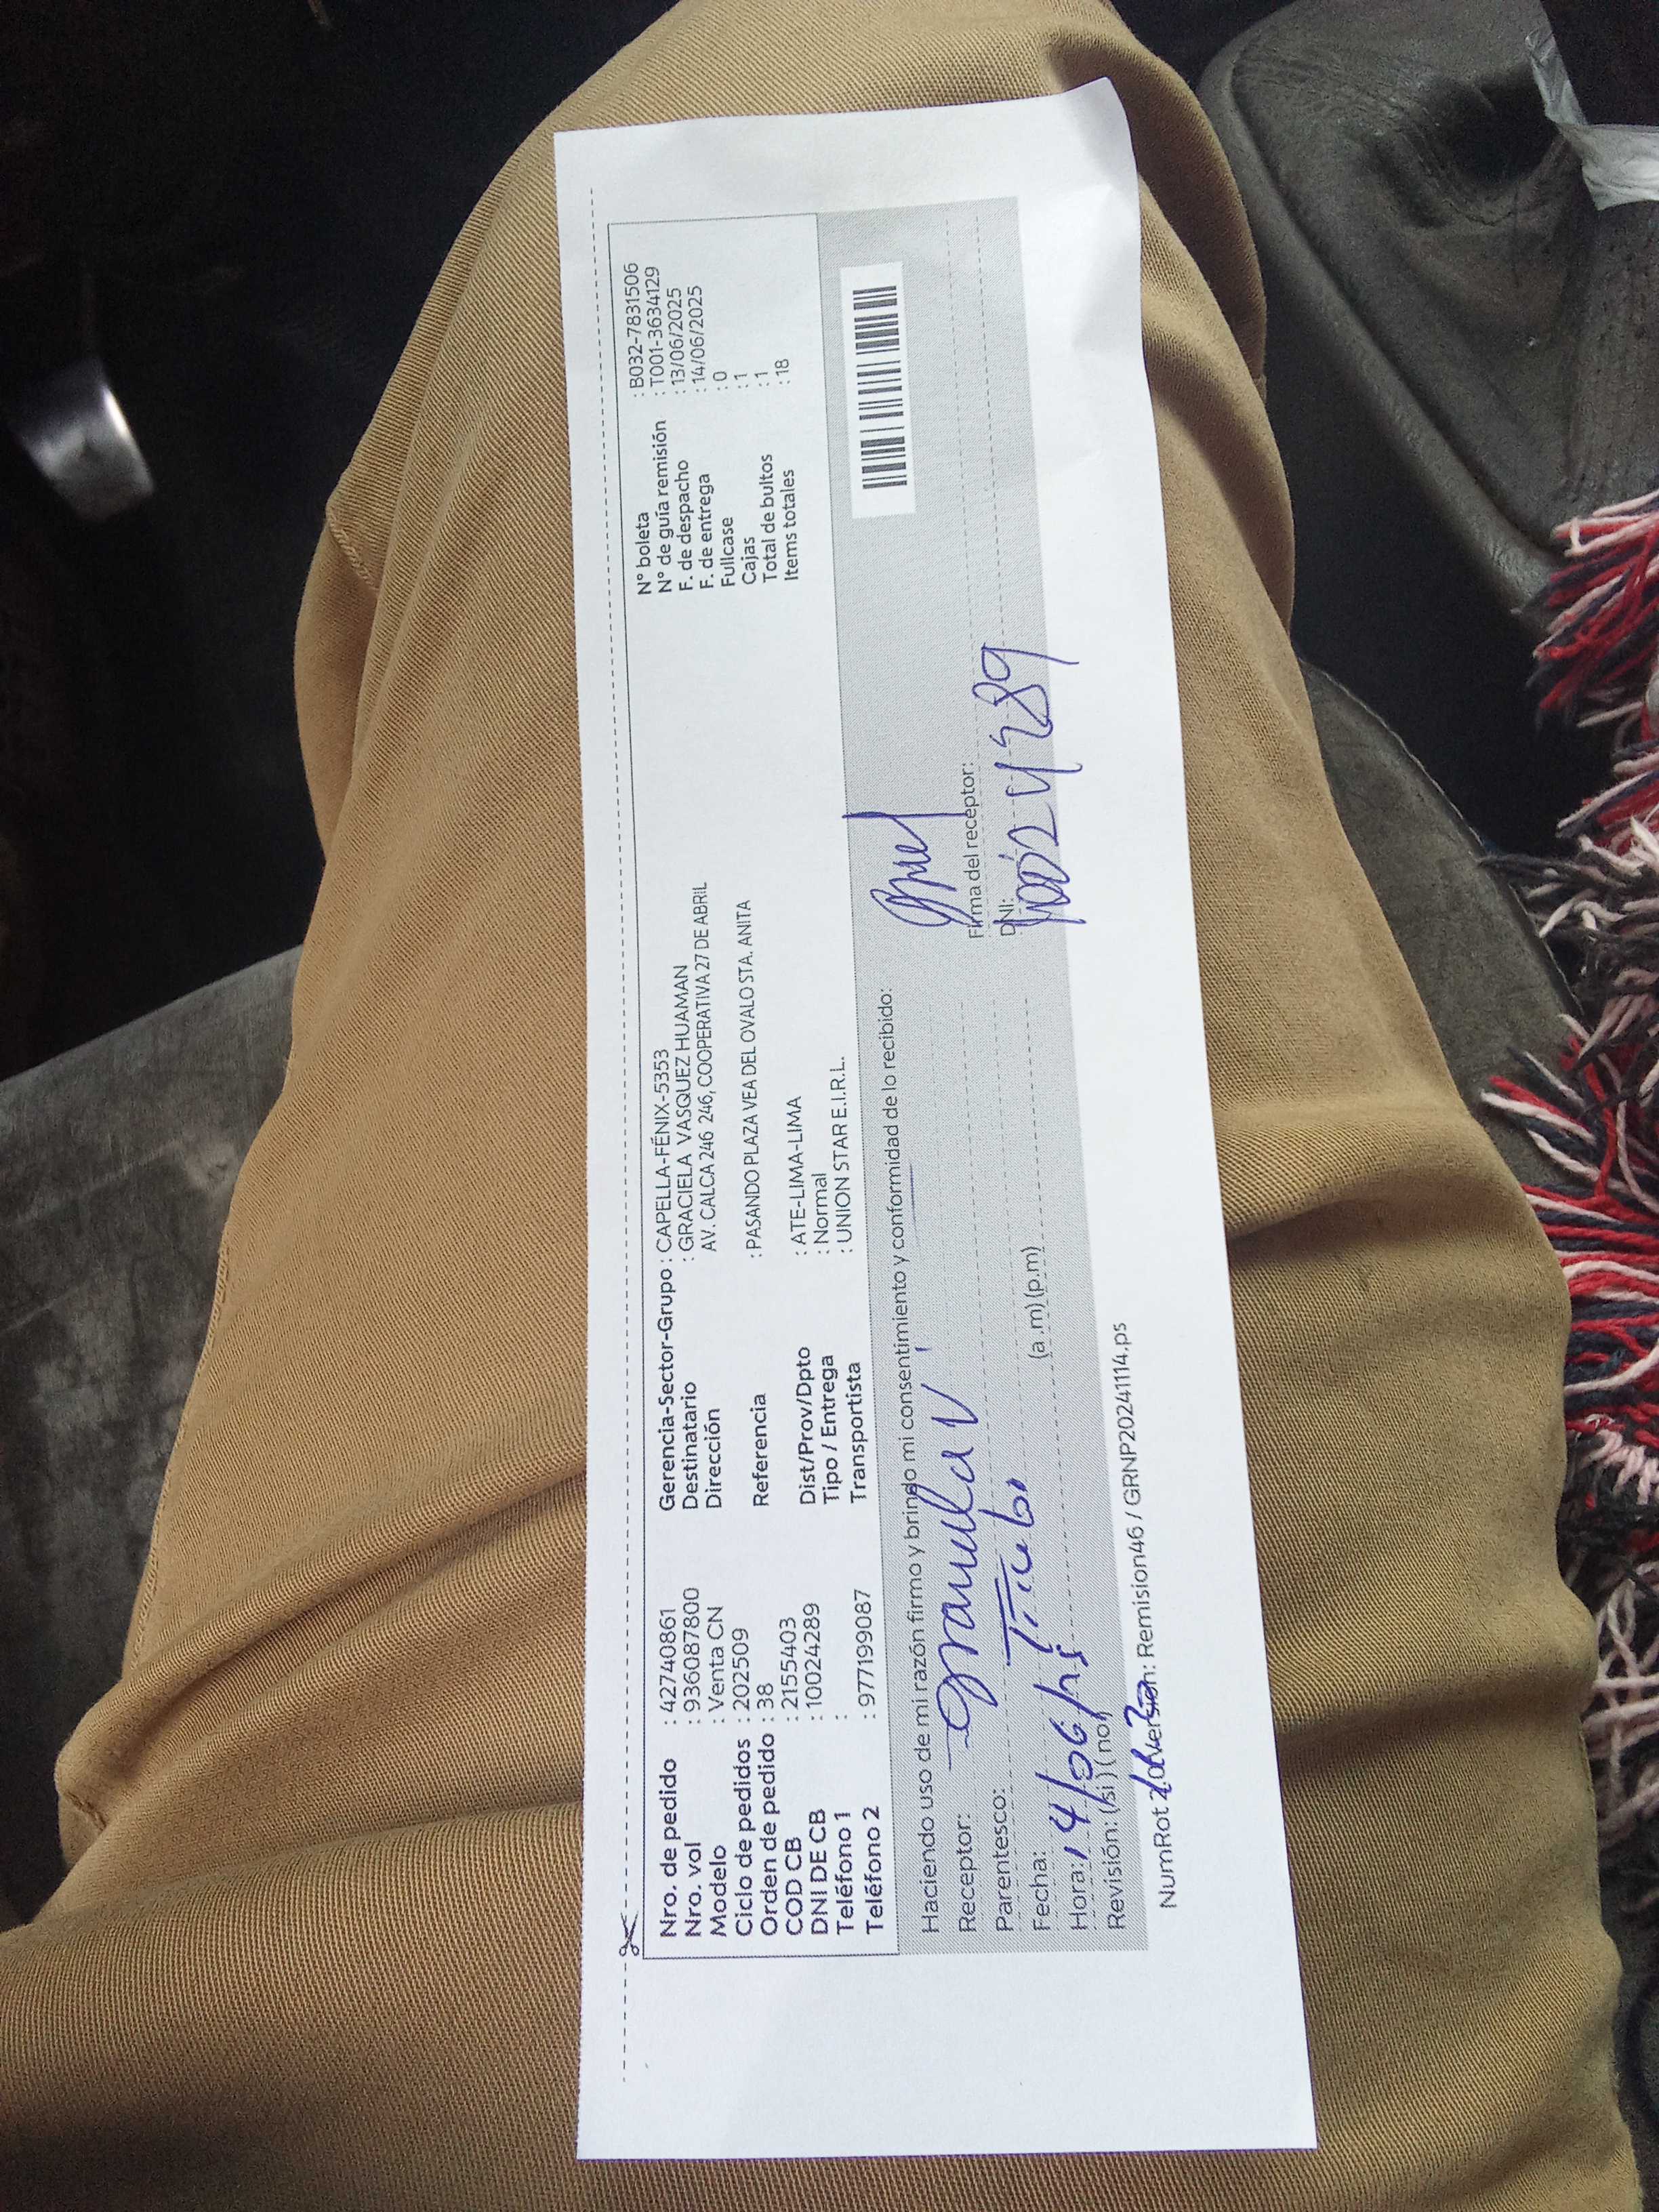 Nro. de pedido : 42740861
Nro. vol : 936087800
Modelo : Venta CN
Ciclo de pedidos : 202509
Orden de pedido : 38
COD CB : 2155403
DNI DE CB : 10024289
Teléfono 1 :
Teléfono 2 : 977199087
Gerencia-Sector-Grupo : CAPELLA-FÉNIX-5353
Destinatario : GRACIELA VASQUEZ HUAMAN
Dirección AV. CALCA 246 246, COOPERATIVA 27 DE ABRIL
Referencia : PASANDO PLAZA VEA DEL OVALO STA. ANITA
Dist/Prov/Dpto : ATE-LIMA-LIMA
Tipo / Entrega : Normal
Transportista : UNION STAR E.I.R.L.
N° boleta : B032-7831506
N° de guía remisión : T001-3634129
F. de despacho : 13/06/2025
F. de entrega : 14/06/2025
Fullcase : 0
Cajas : 1
Total de bultos : 1
Items totales : 18
Haciendo uso de mi razón firmo y brindo mi consentimiento y conformidad de lo recibido:
Receptor: Graciela V
Parentesco: Titular
Fecha: 14/06/
Hora: (a.m) (p.m)
Revisión: (si) (no)
Firma del receptor:
DNI: 10024289
NumRot : Remision46 / GRNP20241114.ps